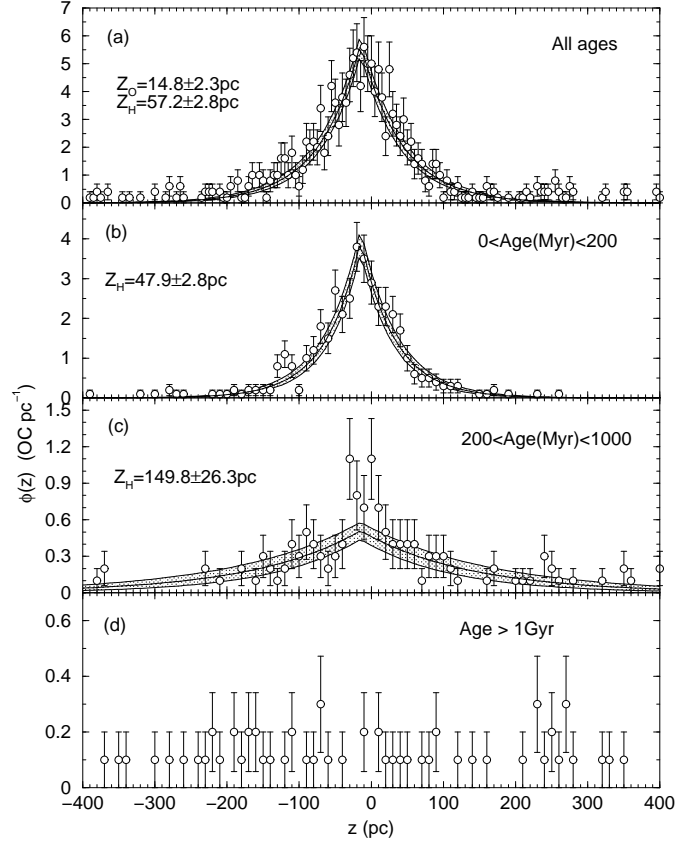 7
6
5
4
3
2
1
0
(a)
All ages
Z_O=14.8±2.3pc
Z_H=57.2±2.8pc
4
3
2
1
0
(b)
0<Age(Myr)<200
Z_H=47.9±2.8pc
1.5
1.2
0.9
0.6
0.3
0
(c)
200<Age(Myr)<1000
Z_H=149.8±26.3pc
0.6
0.4
0.2
0
(d)
Age > 1Gyr
φ(z) (OC pc⁻¹)
−400 −300 −200 −100 0 100 200 300 400
z (pc)